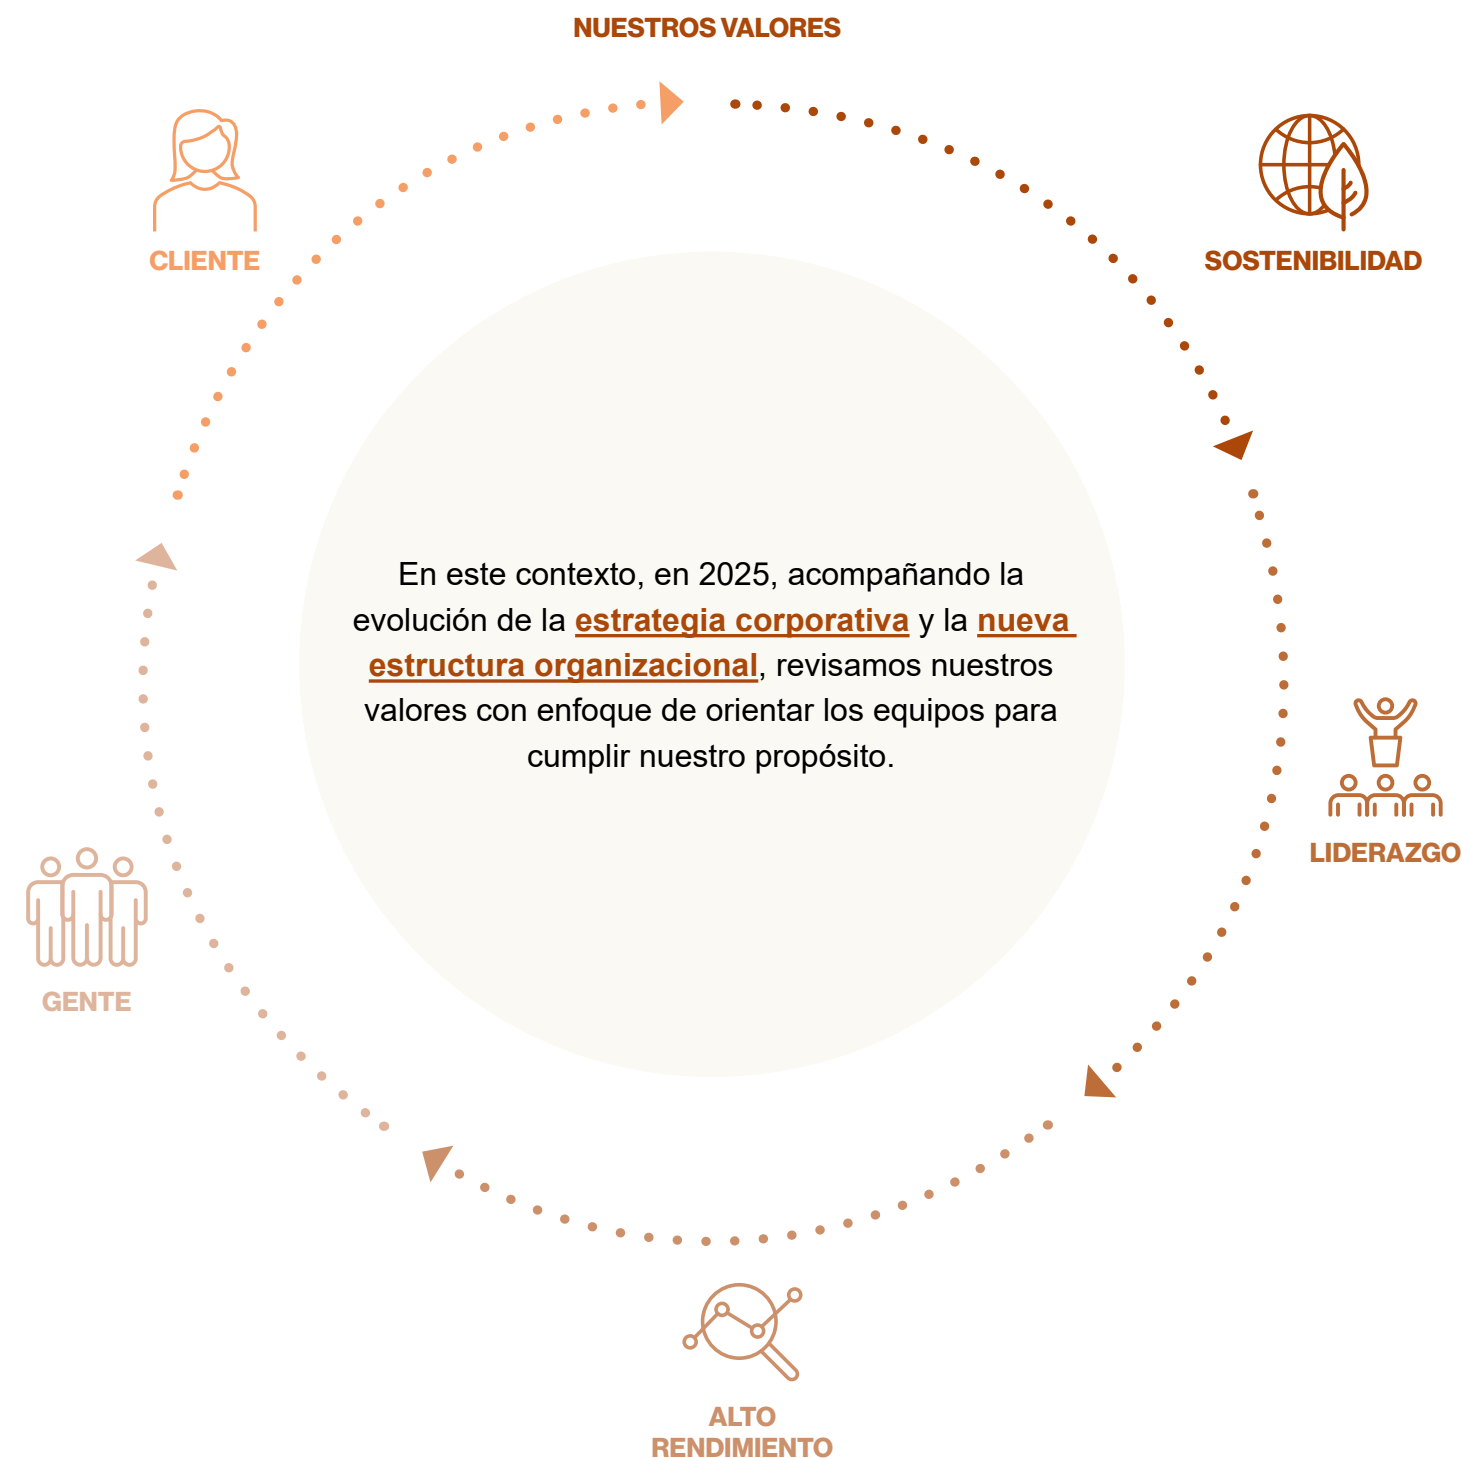 NUESTROS VALORES
CLIENTE
SOSTENIBILIDAD
En este contexto, en 2025, acompañando la
evolución de la estrategia corporativa y la nueva
estructura organizacional, revisamos nuestros
valores con enfoque de orientar los equipos para
cumplir nuestro propósito.
LIDERAZGO
GENTE
ALTO
RENDIMIENTO